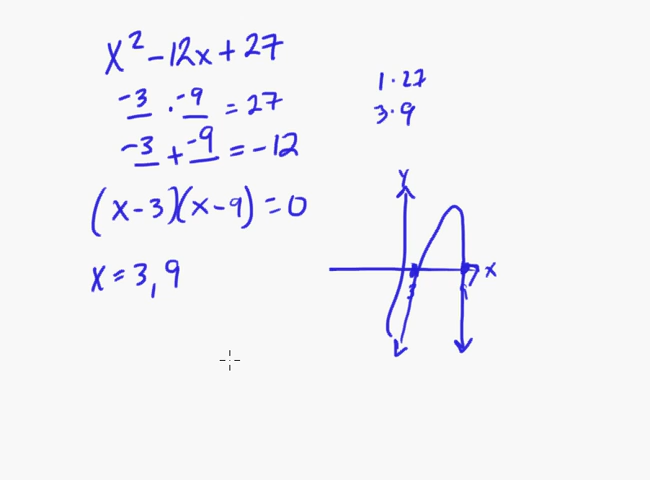 x² - 12x + 27
-3 · -9 = 27
-3 + -9 = -12
(x-3)(x-9) = 0
x = 3, 9
1 · 27
3 · 9
y
x
3
9